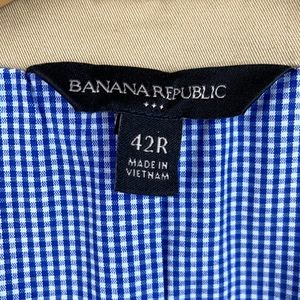 BANANA REPUBLIC
42R
MADE IN
VIETNAM